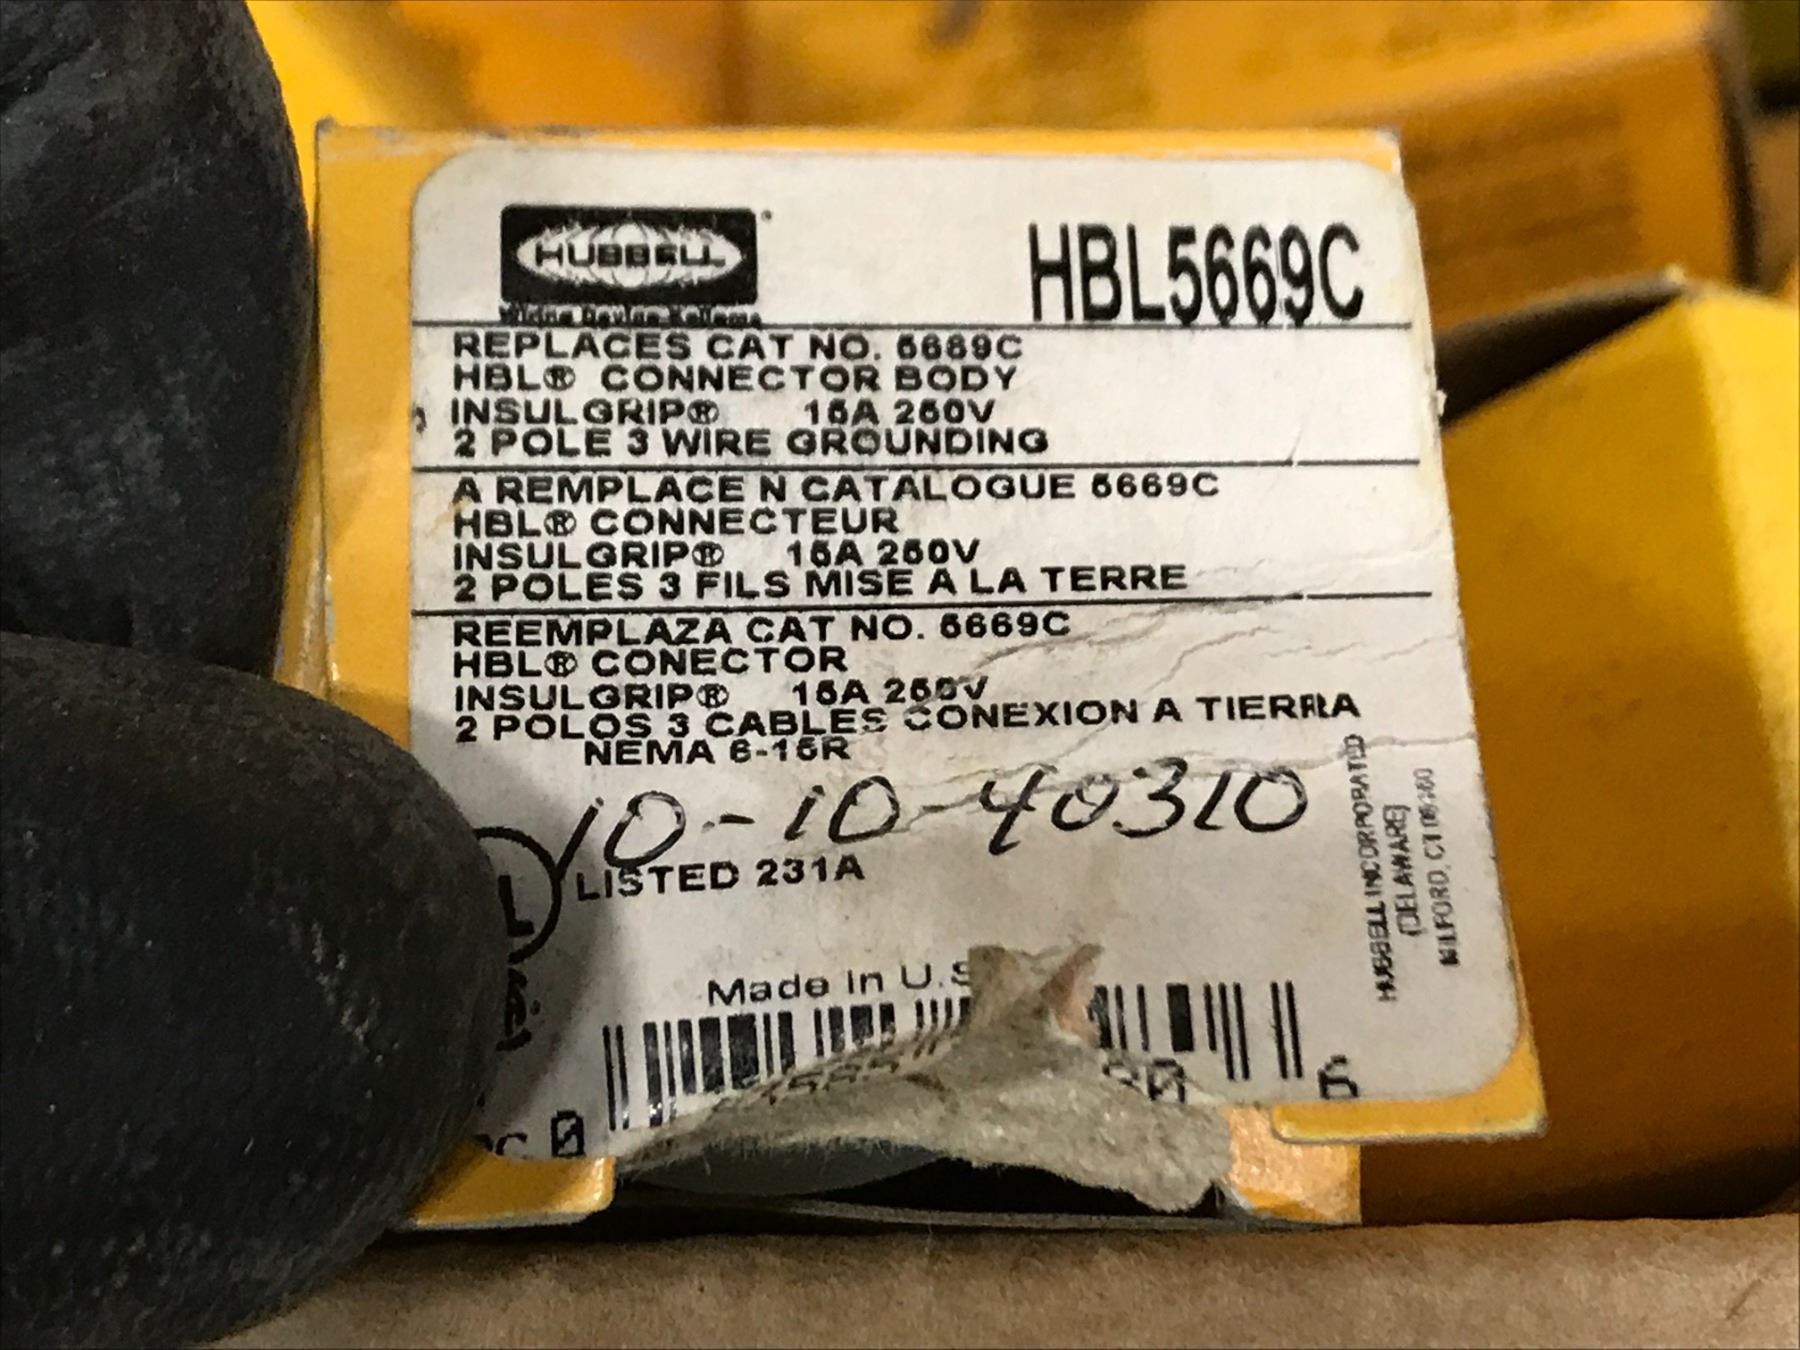 HUBBELL
Wiring Device-Kellems
HBL5669C
REPLACES CAT NO. 5669C
HBL® CONNECTOR BODY
INSULGRIP® 15A 250V
2 POLE 3 WIRE GROUNDING
A REMPLACE N CATALOGUE 5669C
HBL® CONNECTEUR
INSULGRIP® 15A 250V
2 POLES 3 FILS MISE A LA TERRE
REEMPLAZA CAT NO. 5669C
HBL® CONECTOR
INSULGRIP® 15A 250V
2 POLOS 3 CABLES CONEXION A TIERRA
NEMA 6-15R
10-10-40310
LISTED 231A
Made in U.S
0
6
HUBBELL INCORPORATED
(DELAWARE)
MILFORD, CT